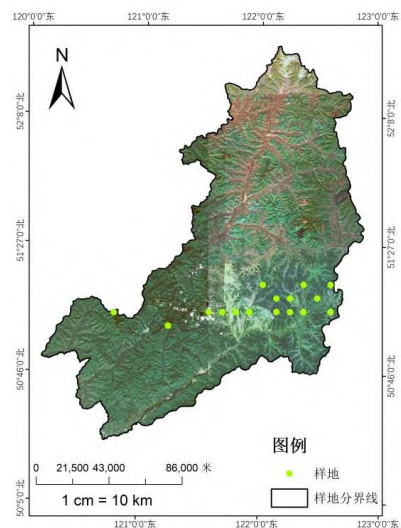 120°0'0"东 121°0'0"东 122°0'0"东 123°0'0"东
N
52°8'0"北 52°8'0"北
51°27'0"北 51°27'0"北
50°46'0"北 50°46'0"北
50°5'0"北 50°5'0"北
图例
样地
样地分界线
0 21,500 43,000 86,000 米
1 cm = 10 km
121°0'0"东 122°0'0"东 123°0'0"东